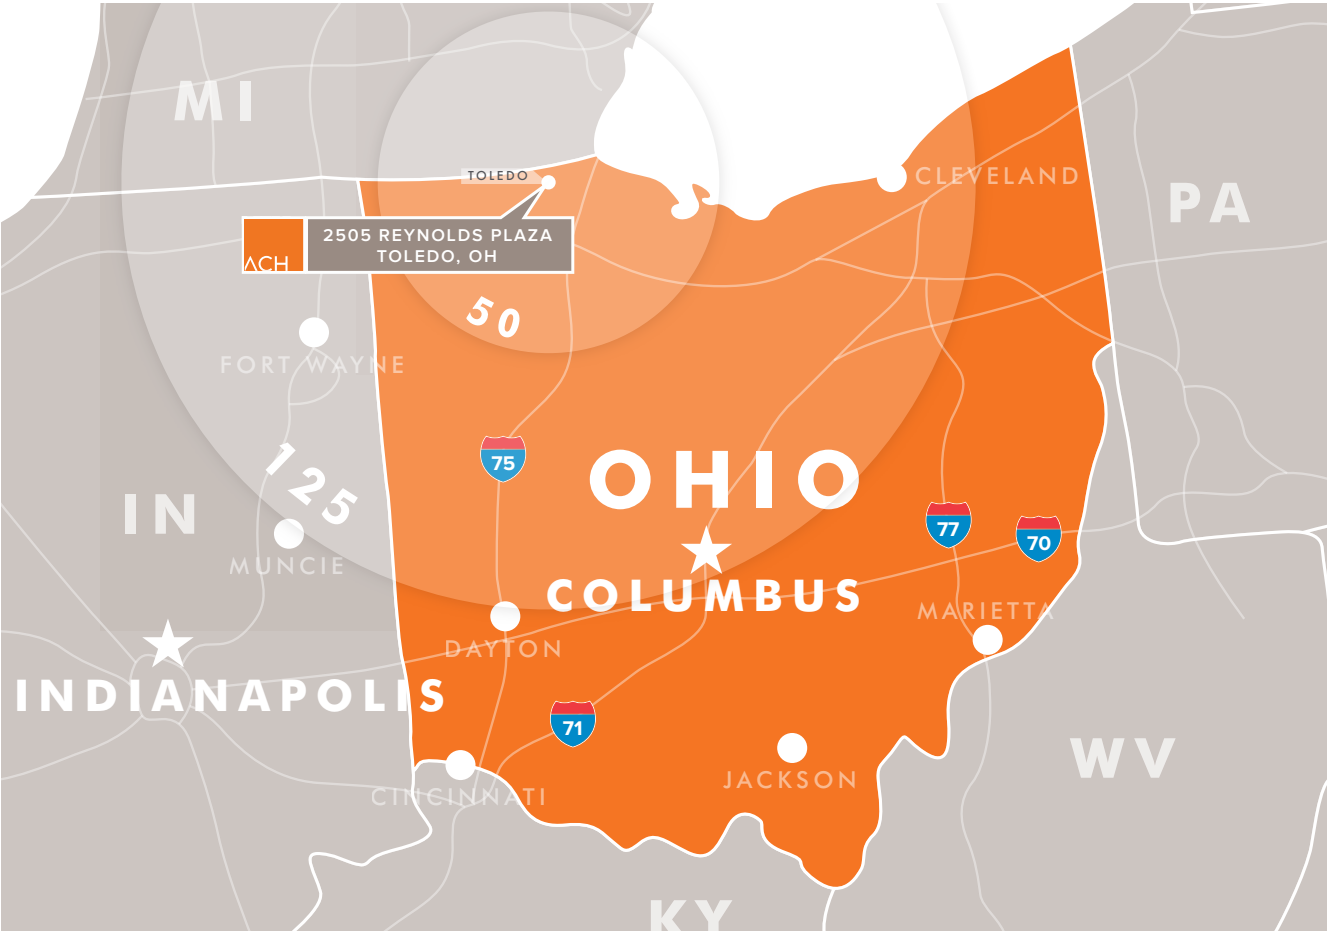 MI
TOLEDO
CLEVELAND
PA
2505 REYNOLDS PLAZA
TOLEDO, OH
ACH
50
FORT WAYNE
125
75
OHIO
IN
77
70
MUNCIE
COLUMBUS
MARIETTA
DAYTON
INDIANAPOLIS
71
WV
JACKSON
CINCINNATI
KY